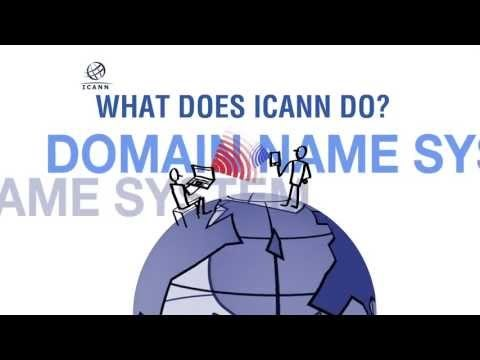 ICANN
WHAT DOES ICANN DO?
DOMAIN NAME SYS
AME SYSTEM